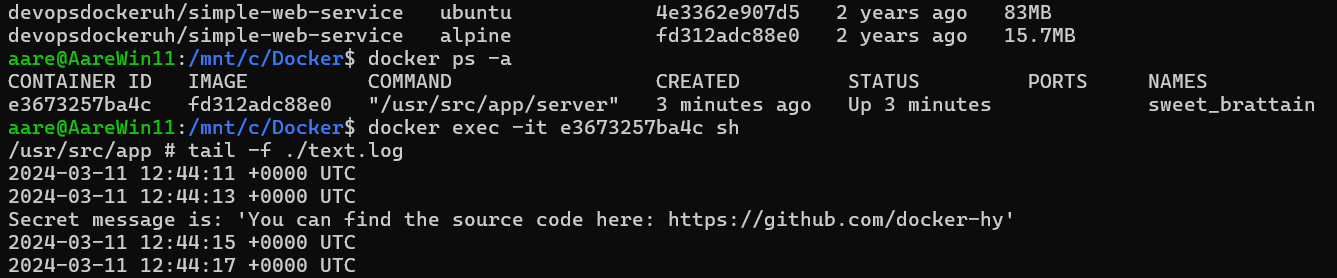 devopsdockeruh/simple-web-service   ubuntu            4e3362e907d5   2 years ago   83MB
devopsdockeruh/simple-web-service   alpine            fd312adc88e0   2 years ago   15.7MB
aare@AareWin11:/mnt/c/Docker$ docker ps -a
CONTAINER ID   IMAGE          COMMAND                  CREATED         STATUS         PORTS     NAMES
e3673257ba4c   fd312adc88e0   "/usr/src/app/server"   3 minutes ago   Up 3 minutes             sweet_brattain
aare@AareWin11:/mnt/c/Docker$ docker exec -it e3673257ba4c sh
/usr/src/app # tail -f ./text.log
2024-03-11 12:44:11 +0000 UTC
2024-03-11 12:44:13 +0000 UTC
Secret message is: 'You can find the source code here: https://github.com/docker-hy'
2024-03-11 12:44:15 +0000 UTC
2024-03-11 12:44:17 +0000 UTC